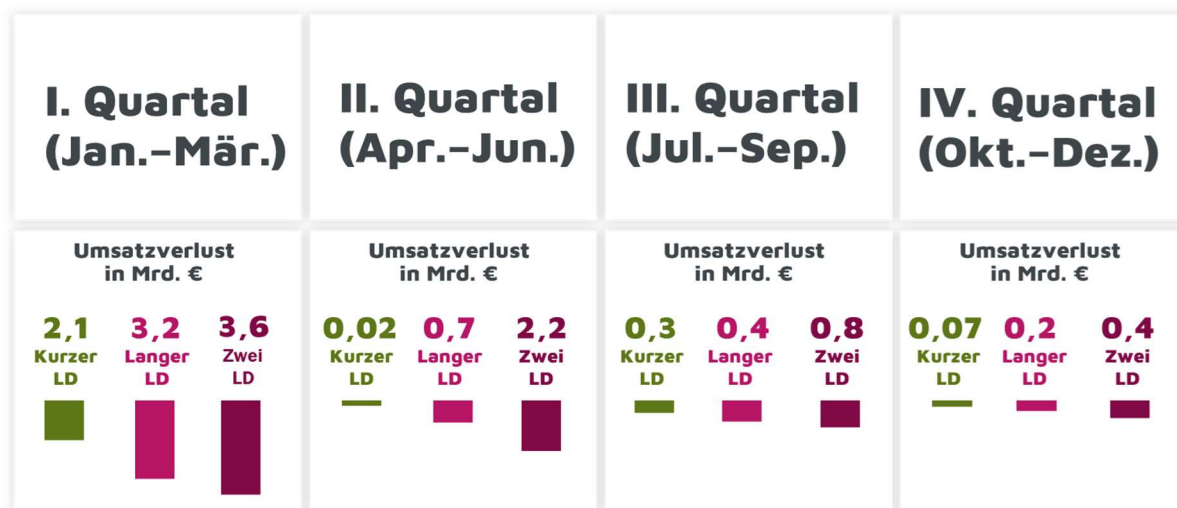 I. Quartal
(Jan.–Mär.)
II. Quartal
(Apr.–Jun.)
III. Quartal
(Jul.–Sep.)
IV. Quartal
(Okt.–Dez.)
Umsatzverlust
in Mrd. €
2,1 3,2 3,6
Kurzer Langer Zwei
LD LD LD
Umsatzverlust
in Mrd. €
0,02 0,7 2,2
Kurzer Langer Zwei
LD LD LD
Umsatzverlust
in Mrd. €
0,3 0,4 0,8
Kurzer Langer Zwei
LD LD LD
Umsatzverlust
in Mrd. €
0,07 0,2 0,4
Kurzer Langer Zwei
LD LD LD